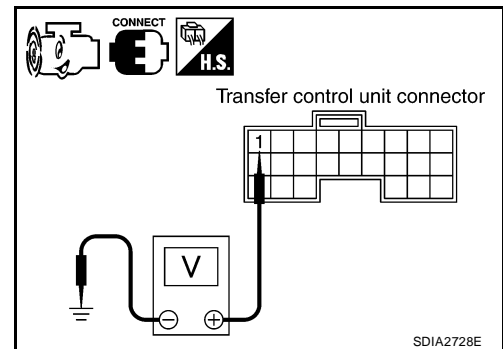 CONNECT
H.S.
Transfer control unit connector
1
V
− +
SDIA2728E